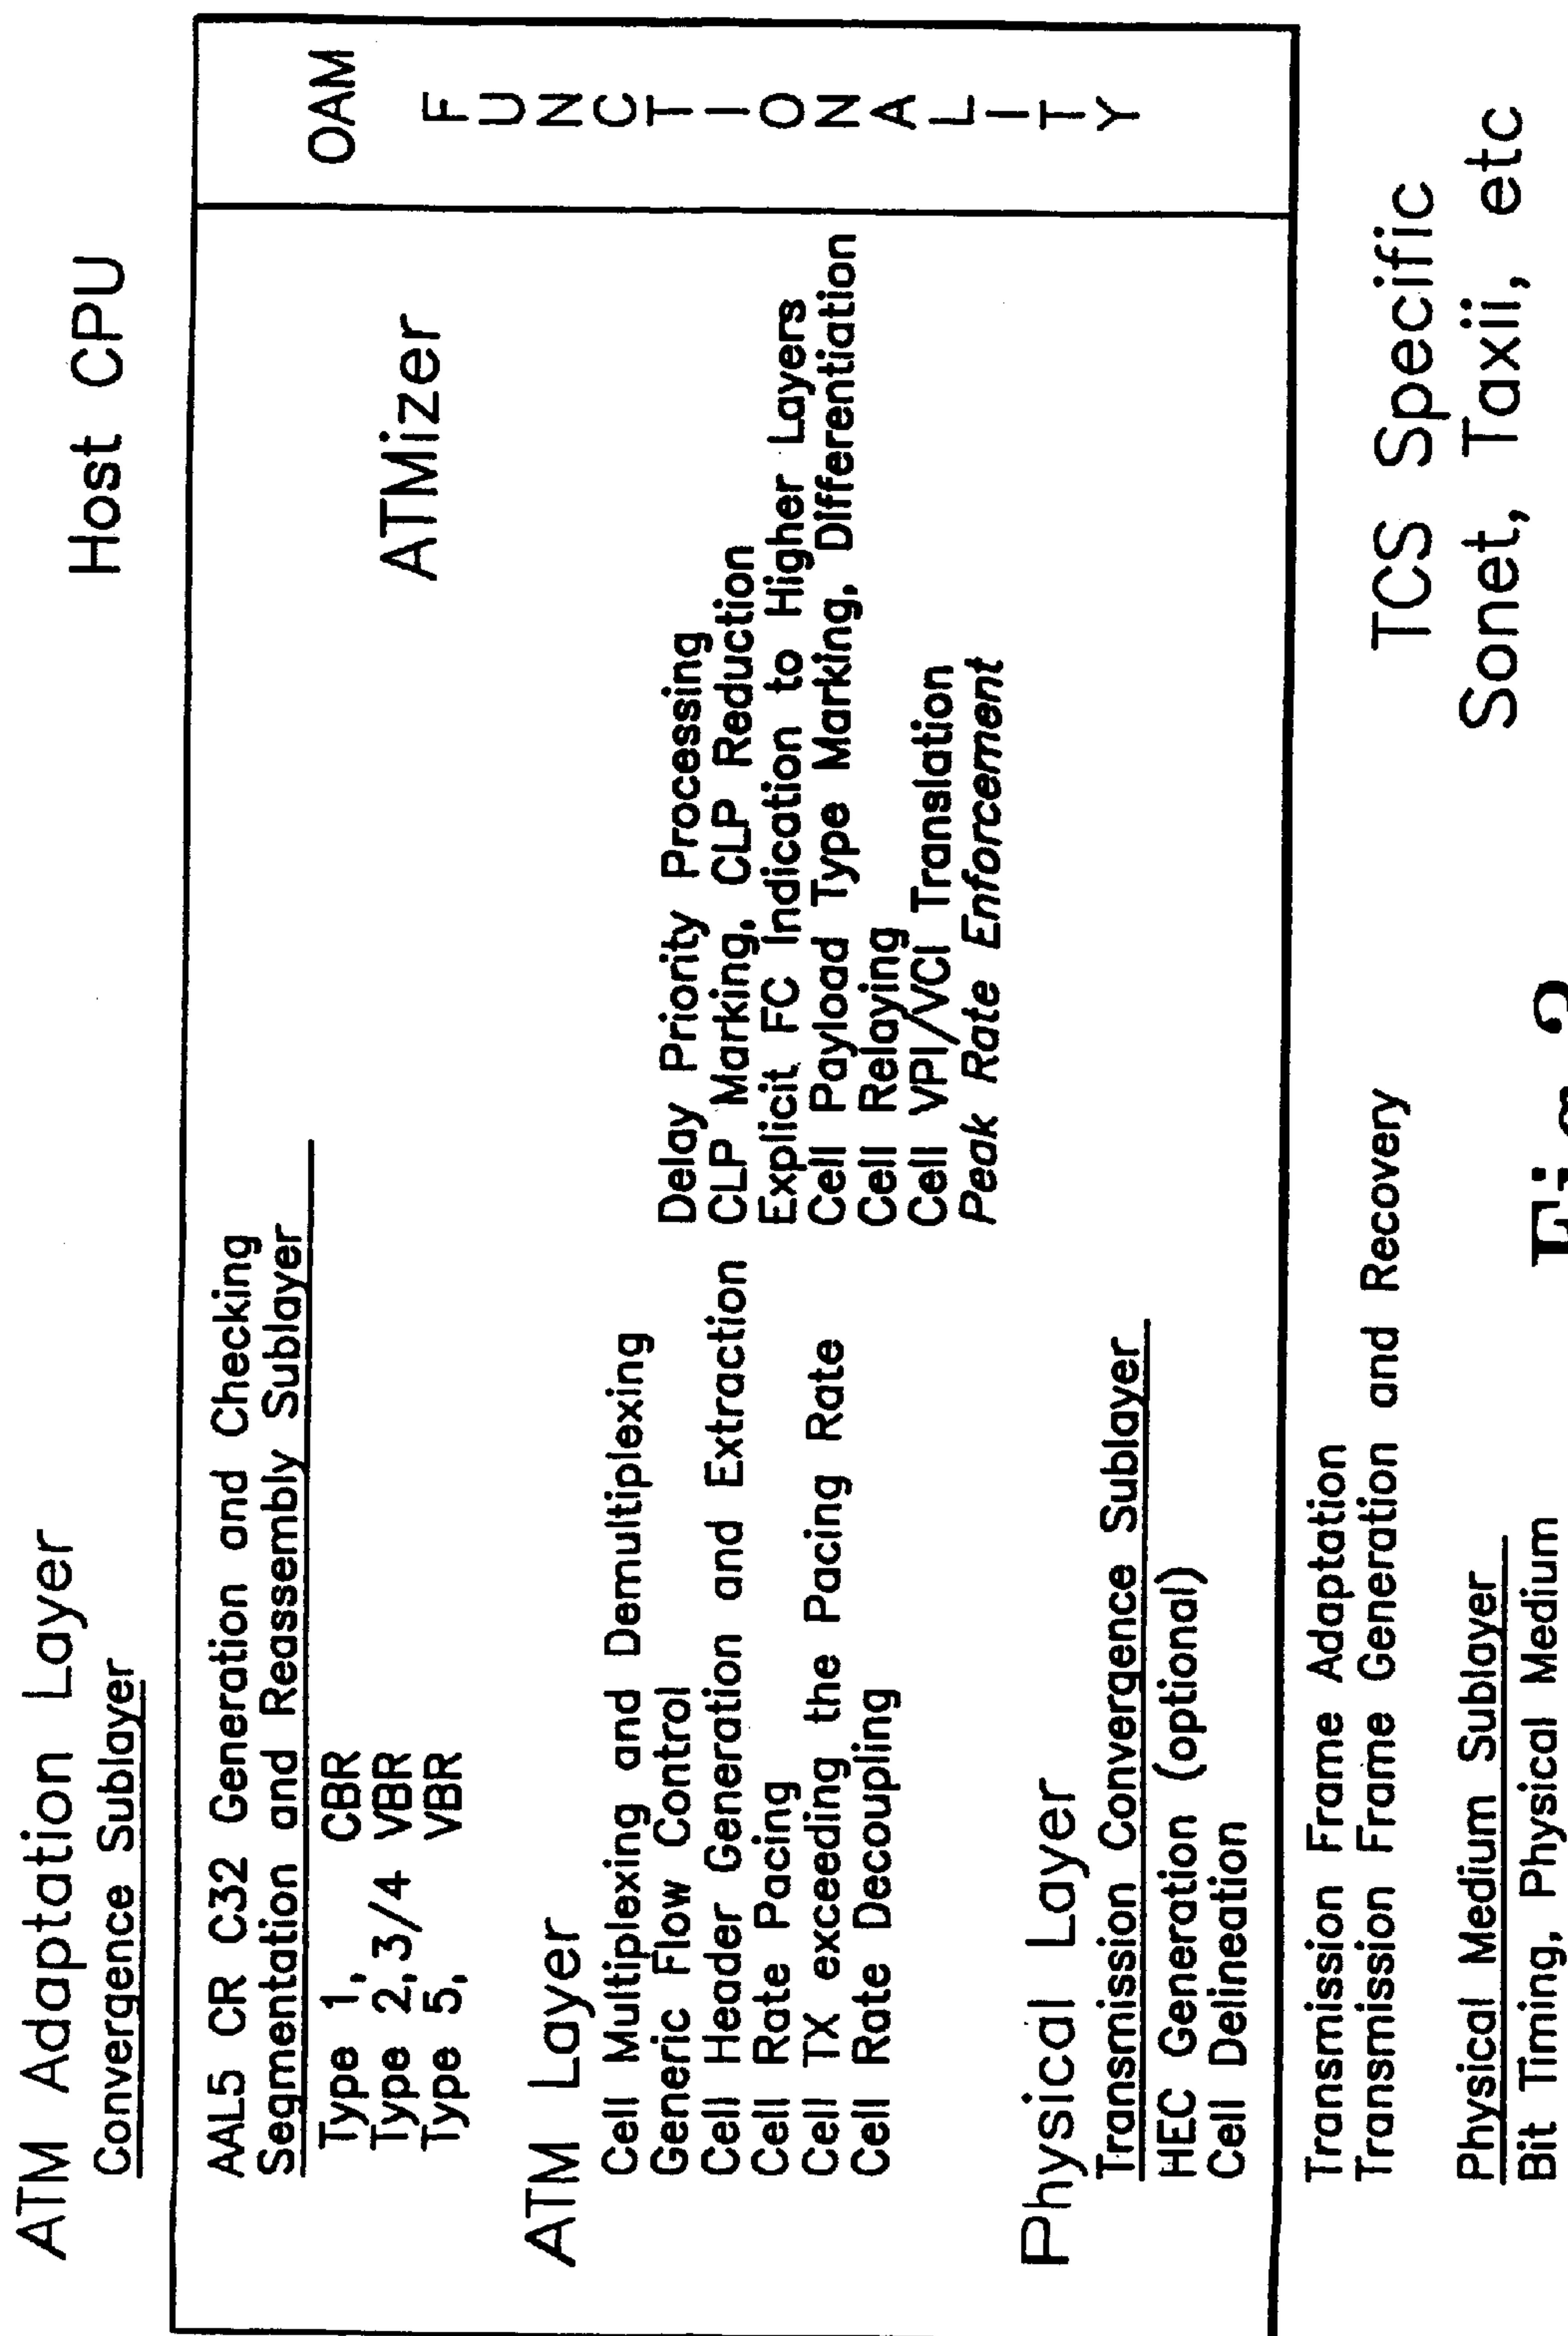 ATM Adaptation Layer
Host CPU
Convergence Sublayer
AAL5 CR C32 Generation and Checking
Segmentation and Reassembly Sublayer
Type 1, CBR
Type 2,3/4 VBR
Type 5, VBR
OAM
FUNCTIONALITY
ATMizer
ATM Layer
Cell Multiplexing and Demultiplexing
Generic Flow Control
Cell Header Generation and Extraction
Cell Rate Pacing
Cell TX exceeding the Pacing Rate
Cell Rate Decoupling
Delay Priority Processing
CLP Marking, CLP Reduction
Explicit FC Indication to Higher Layers
Cell Payload Type Marking, Differentiation
Cell Relaying
Cell VPI/VCI Translation
Peak Rate Enforcement
Physical Layer
Transmission Convergence Sublayer
HEC Generation (optional)
Cell Delineation
Transmission Frame Adaptation
Transmission Frame Generation and Recovery
TCS Specific
Sonet, Taxii, etc
Physical Medium Sublayer
Bit Timing, Physical Medium